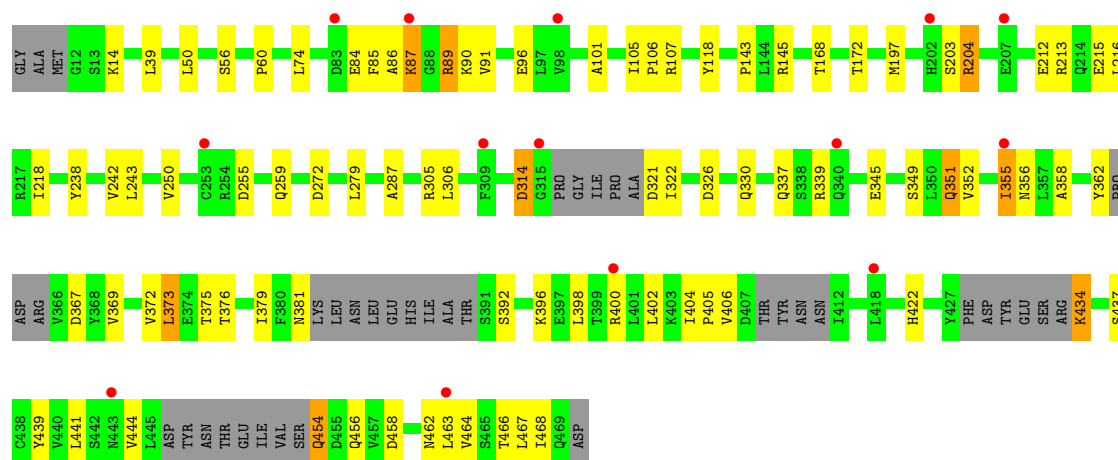 GLY ALA MET G12 S13 K14 L39 L50 S56 P60 L74 D83 E84 F85 A86 K87 G88 R89 K90 V91 E96 L97 V98 A101 I105 P106 R107 Y118 P143 L144 R145 T168 T172 M197 H202 S203 R204 E207 E212 R213 Q214 E215 L216
R217 I218 Y238 V242 L243 V250 C253 R254 D255 Q259 D272 L279 A287 R305 L306 F309 D314 G315 PRO GLY ILE PRO ALA D321 I322 D326 Q330 Q337 S338 R339 Q340 E345 S349 L350 Q351 V352 I355 N356 L357 A358 Y362 PRO
ASP ARG V366 D367 Y368 V369 V372 L373 E374 T375 T376 I379 F380 N381 LYS LEU ASN LEU GLU HIS ILE ALA THR S391 S392 K396 E397 L398 T399 R400 L401 L402 K403 I404 P405 V406 D407 THR TYR ASN ASN I412 L418 H422 Y427 PHE ASP TYR GLU SER ARG K434 S437
C438 Y439 V440 L441 S442 N443 V444 L445 ASP TYR ASN THR GLU ILE VAL SER Q454 D455 Q456 V457 D458 N462 L463 V464 S465 T466 L467 I468 Q469 ASP